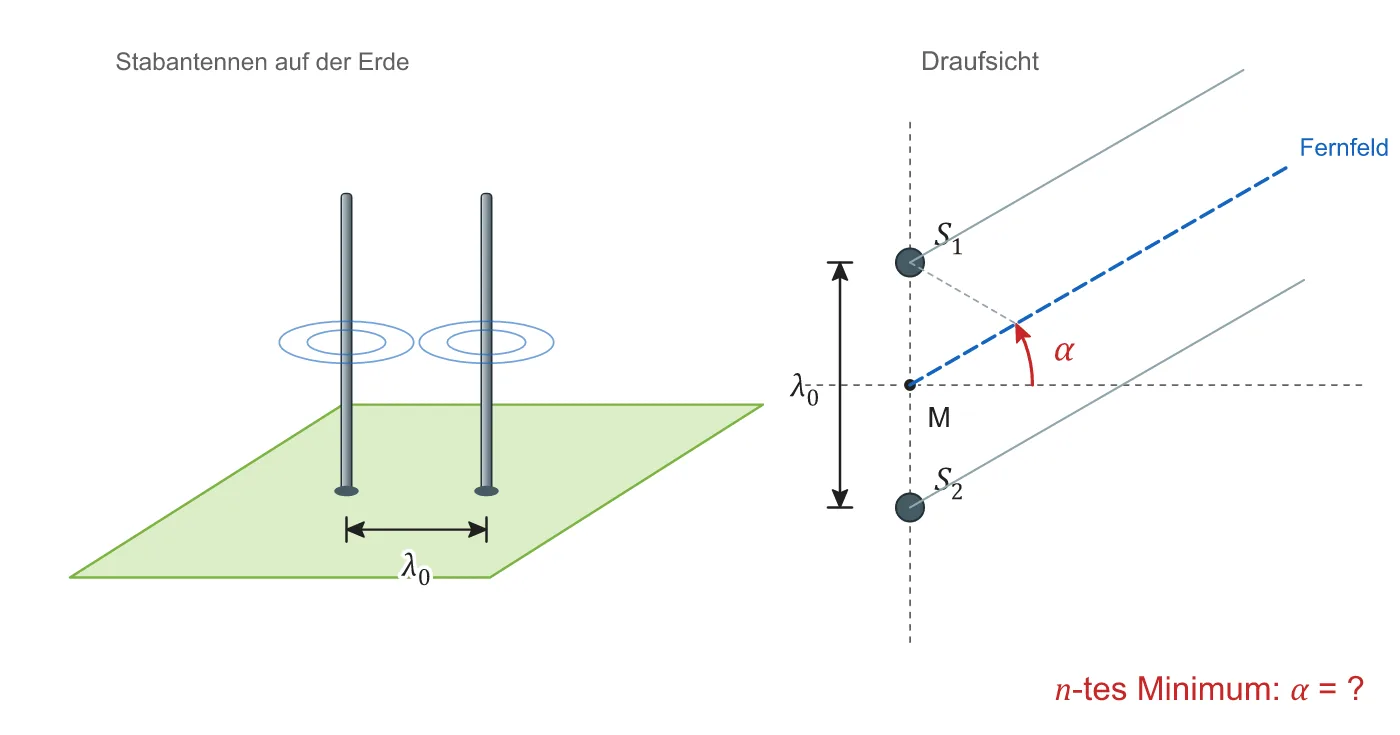 Stabantennen auf der Erde
λ₀
Draufsicht
Fernfeld
S₁
α
λ₀
M
S₂
n-tes Minimum: α = ?